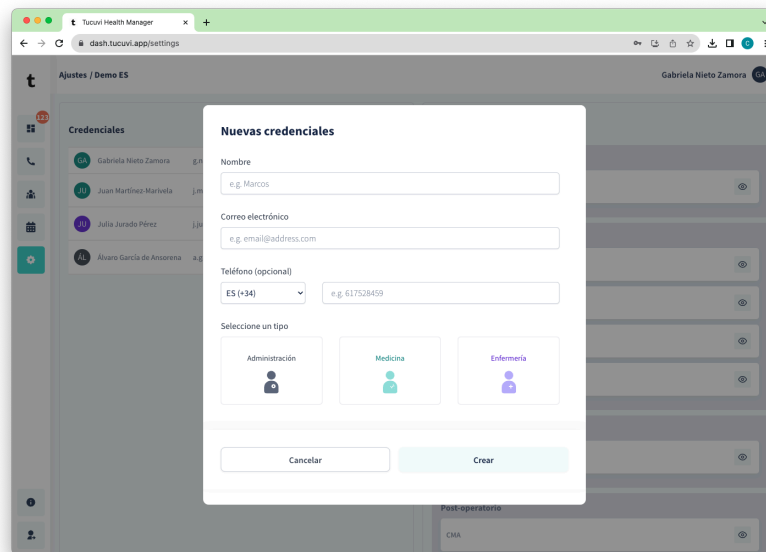 t Tucuvi Health Manager
dash.tucuvi.app/settings
C
t
Ajustes / Demo ES
Gabriela Nieto Zamora GA
123
Credenciales
GA Gabriela Nieto Zamora g.n
JU Juan Martínez-Marivela j.m
JU Julia Jurado Pérez j.ju
ÁL Álvaro García de Ansorena a.g
Nuevas credenciales
Nombre
e.g. Marcos
Correo electrónico
e.g. email@address.com
Teléfono (opcional)
ES (+34)
e.g. 617528459
Seleccione un tipo
Administración
Medicina
Enfermería
Cancelar
Crear
Post-operatorio
CMA